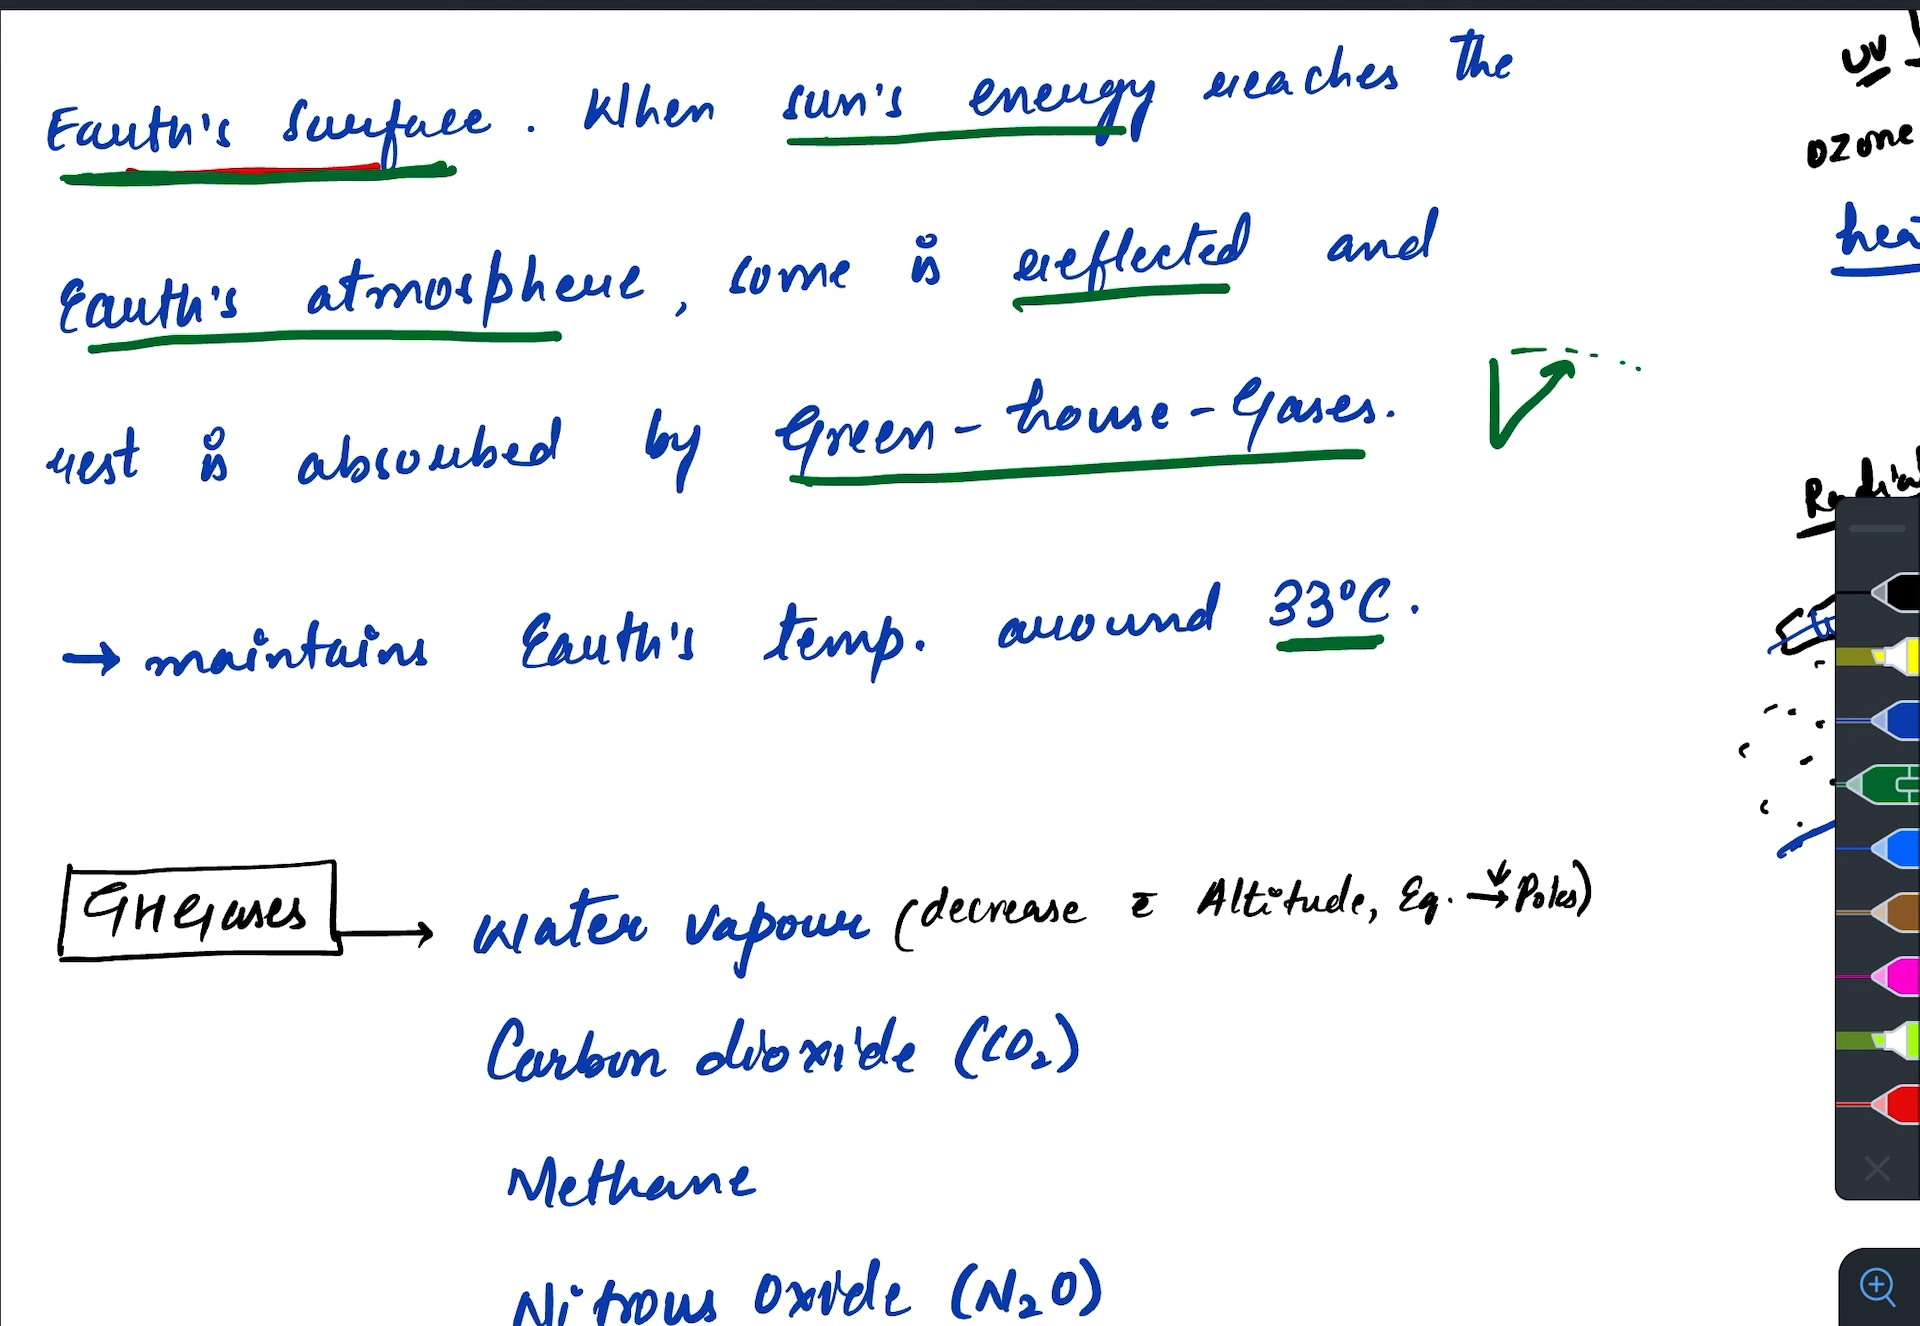 Earth's Surface. When sun's energy reaches the
Earth's atmosphere, some is reflected and
rest is absorbed by Green-house-Gases.
→ maintains Earth's temp. around 33°C.
GHGases → Water vapour (decrease c̄ Altitude, Eq. → Poles)
Carbon dioxide (CO₂)
Methane
Nitrous Oxide (N₂O)
UV
Ozone
hea
Radia